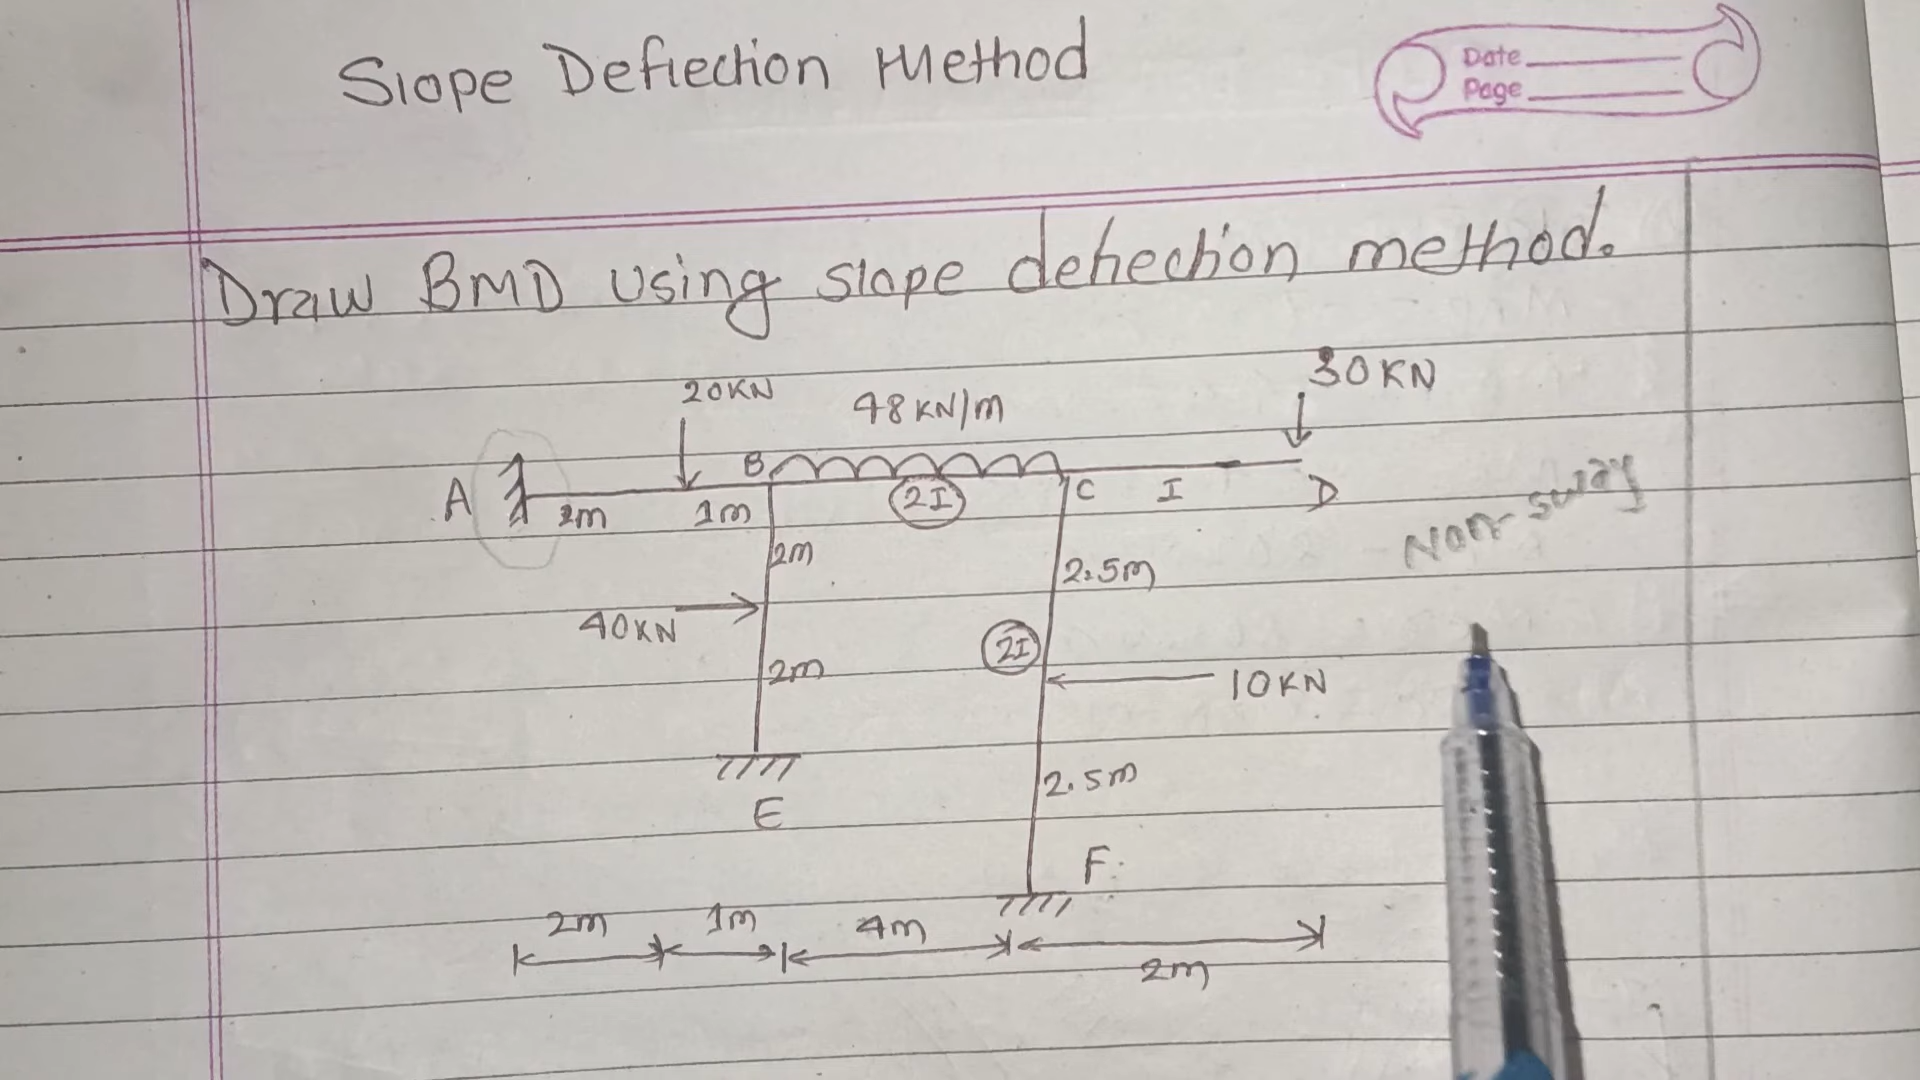 Slope Deflection Method
Date
Page
Draw BMD using slope deflection method.
20KN
48 KN/m
30KN
A
B
2m
1m
2I
C
I
D
Non-sway
2m
2.5m
40KN
2I
2m
10KN
2.5m
E
F.
2m
1m
4m
2m